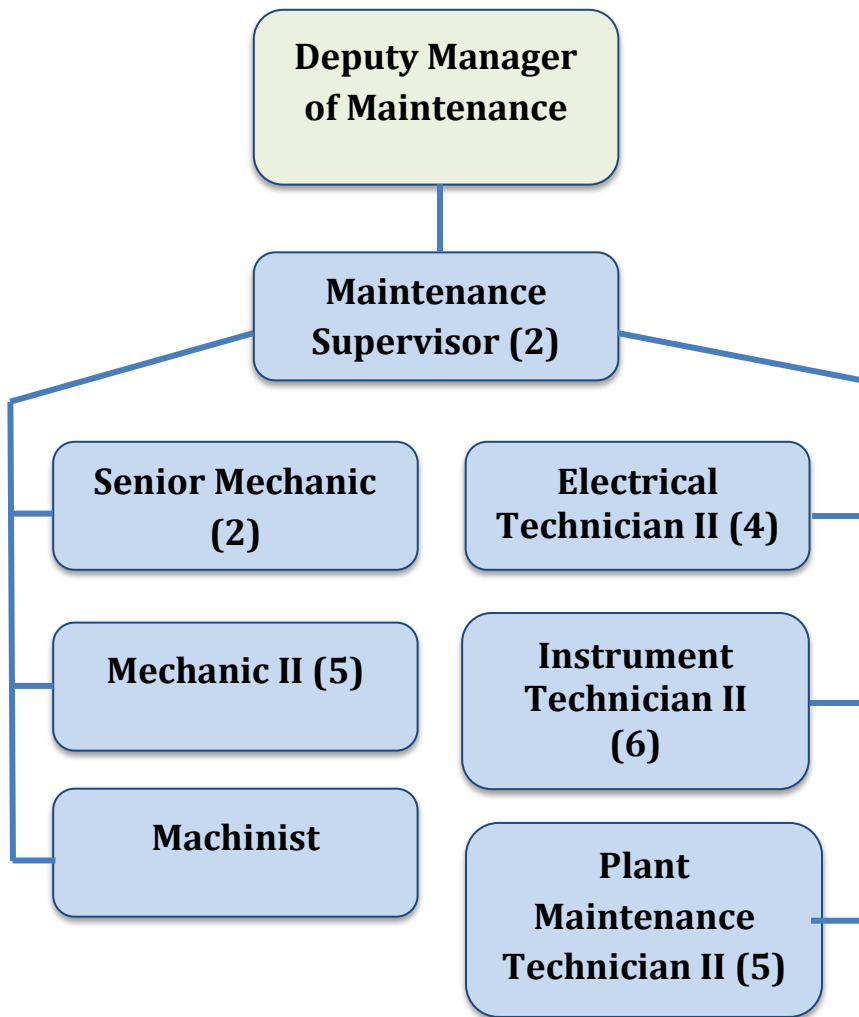 Deputy Manager
of Maintenance
Maintenance
Supervisor (2)
Senior Mechanic
(2)
Mechanic II (5)
Machinist
Electrical
Technician II (4)
Instrument
Technician II
(6)
Plant
Maintenance
Technician II (5)